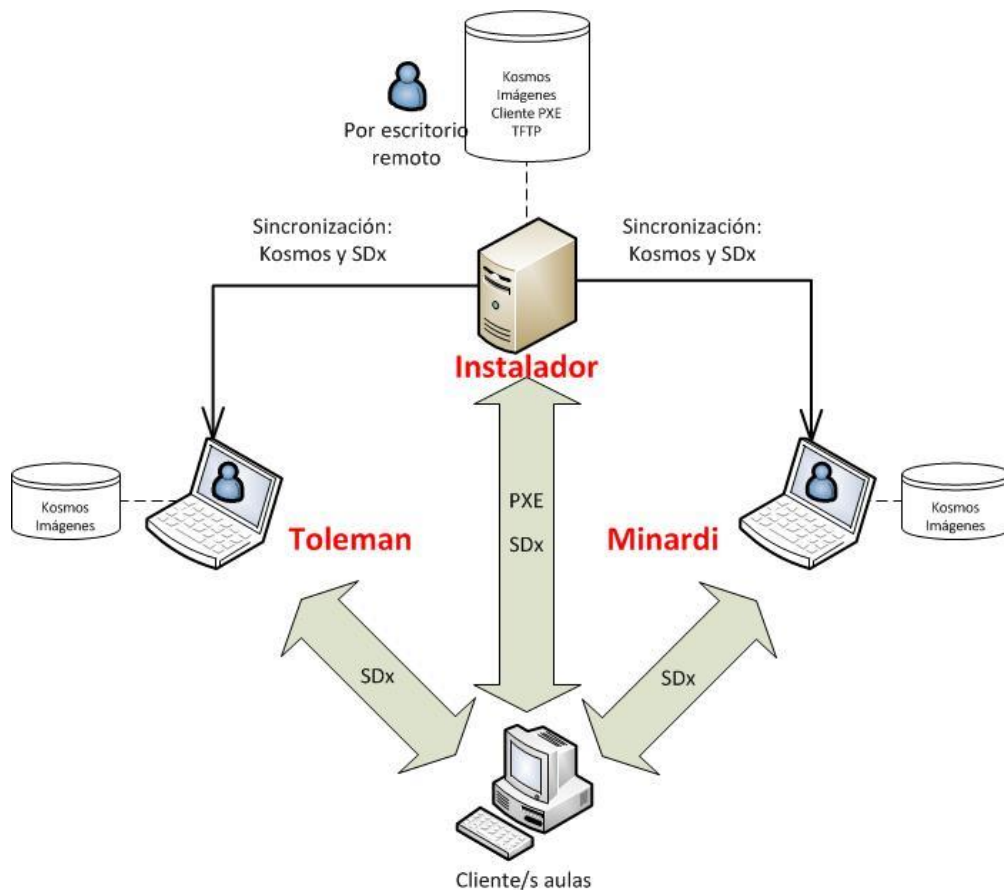 Kosmos
Imágenes
Cliente PXE
TFTP
Por escritorio
remoto
Sincronización:
Kosmos y SDx
Sincronización:
Kosmos y SDx
Instalador
Kosmos
Imágenes
Toleman
PXE
SDx
Minardi
Kosmos
Imágenes
SDx
SDx
Cliente/s aulas